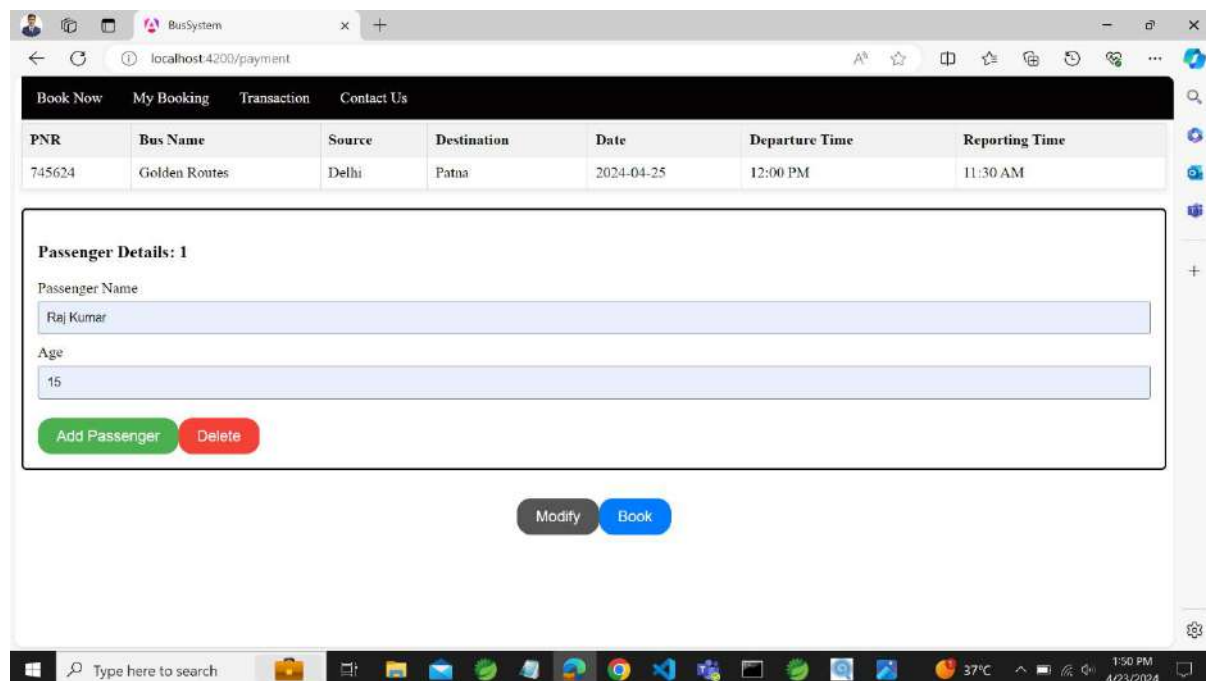 BusSystem
localhost:4200/payment
Book Now My Booking Transaction Contact Us
PNR Bus Name Source Destination Date Departure Time Reporting Time
745624 Golden Routes Delhi Patna 2024-04-25 12:00 PM 11:30 AM
Passenger Details: 1
Passenger Name
Raj Kumar
Age
15
Add Passenger Delete
Modify Book
Type here to search 37°C 1:50 PM
4/23/2024